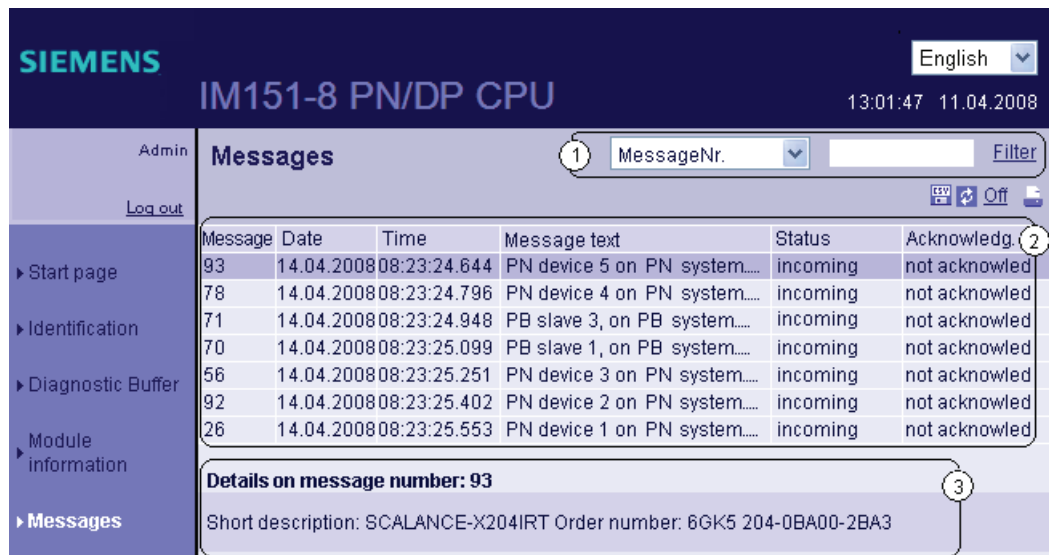 SIEMENS
English
IM151-8 PN/DP CPU
13:01:47 11.04.2008
Admin
Log out
Messages
1 MessageNr. Filter
Off
Message Date Time Message text Status Acknowledg. 2
93 14.04.2008 08:23:24.644 PN device 5 on PN system..... incoming not acknowled
78 14.04.2008 08:23:24.796 PN device 4 on PN system..... incoming not acknowled
71 14.04.2008 08:23:24.948 PB slave 3, on PB system..... incoming not acknowled
70 14.04.2008 08:23:25.099 PB slave 1, on PB system..... incoming not acknowled
56 14.04.2008 08:23:25.251 PN device 3 on PN system..... incoming not acknowled
92 14.04.2008 08:23:25.402 PN device 2 on PN system..... incoming not acknowled
26 14.04.2008 08:23:25.553 PN device 1 on PN system..... incoming not acknowled
Start page
Identification
Diagnostic Buffer
Module
information
Messages
Details on message number: 93
3
Short description: SCALANCE-X204IRT Order number: 6GK5 204-0BA00-2BA3